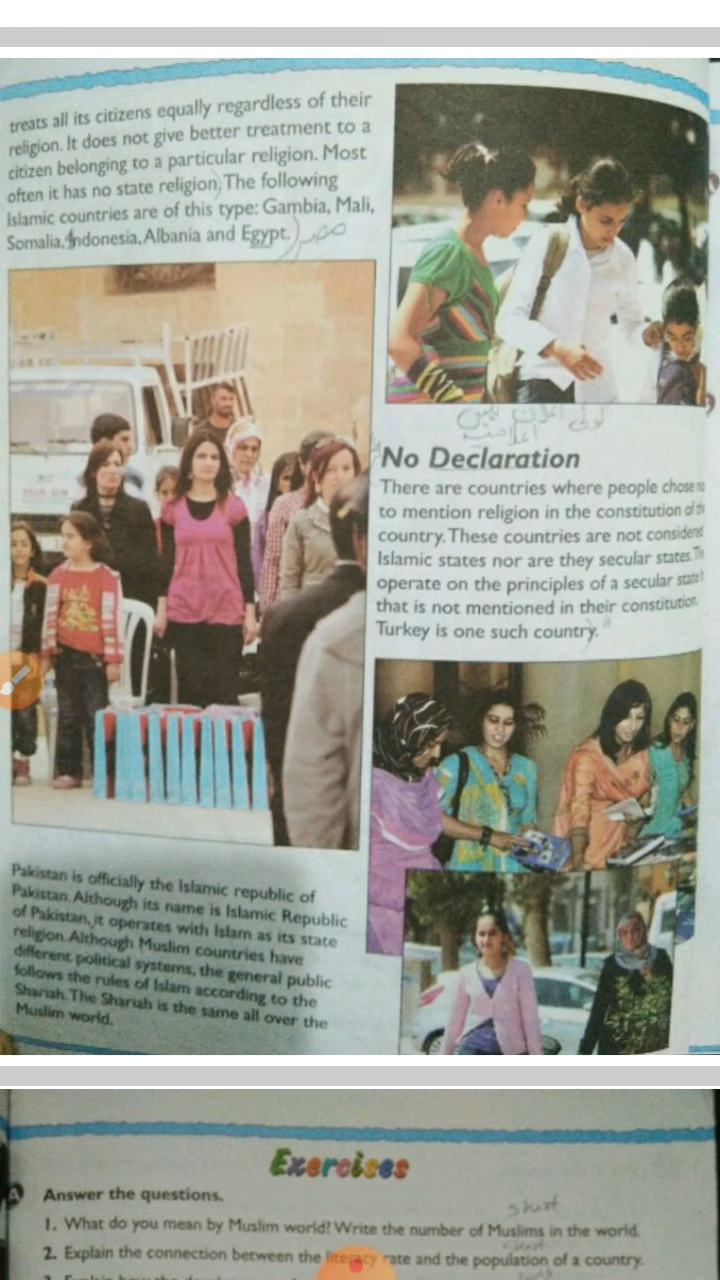 treats all its citizens equally regardless of their
religion. It does not give better treatment to a
citizen belonging to a particular religion. Most
often it has no state religion. The following
Islamic countries are of this type: Gambia, Mali,
Somalia, Indonesia, Albania and Egypt.
مصر
Pakistan is officially the Islamic republic of
Pakistan. Although its name is Islamic Republic
of Pakistan, it operates with Islam as its state
religion. Although Muslim countries have
different political systems, the general public
follows the rules of Islam according to the
Shariah. The Shariah is the same all over the
Muslim world.
کوئی اعلان نہیں
No Declaration
There are countries where people chose
to mention religion in the constitution of
country. These countries are not considered
Islamic states nor are they secular states.
operate on the principles of a secular state
that is not mentioned in their constitution.
Turkey is one such country.
Exercises
A Answer the questions.
1. What do you mean by Muslim world? Write the number of Muslims in the world.
2. Explain the connection between the literacy rate and the population of a country.